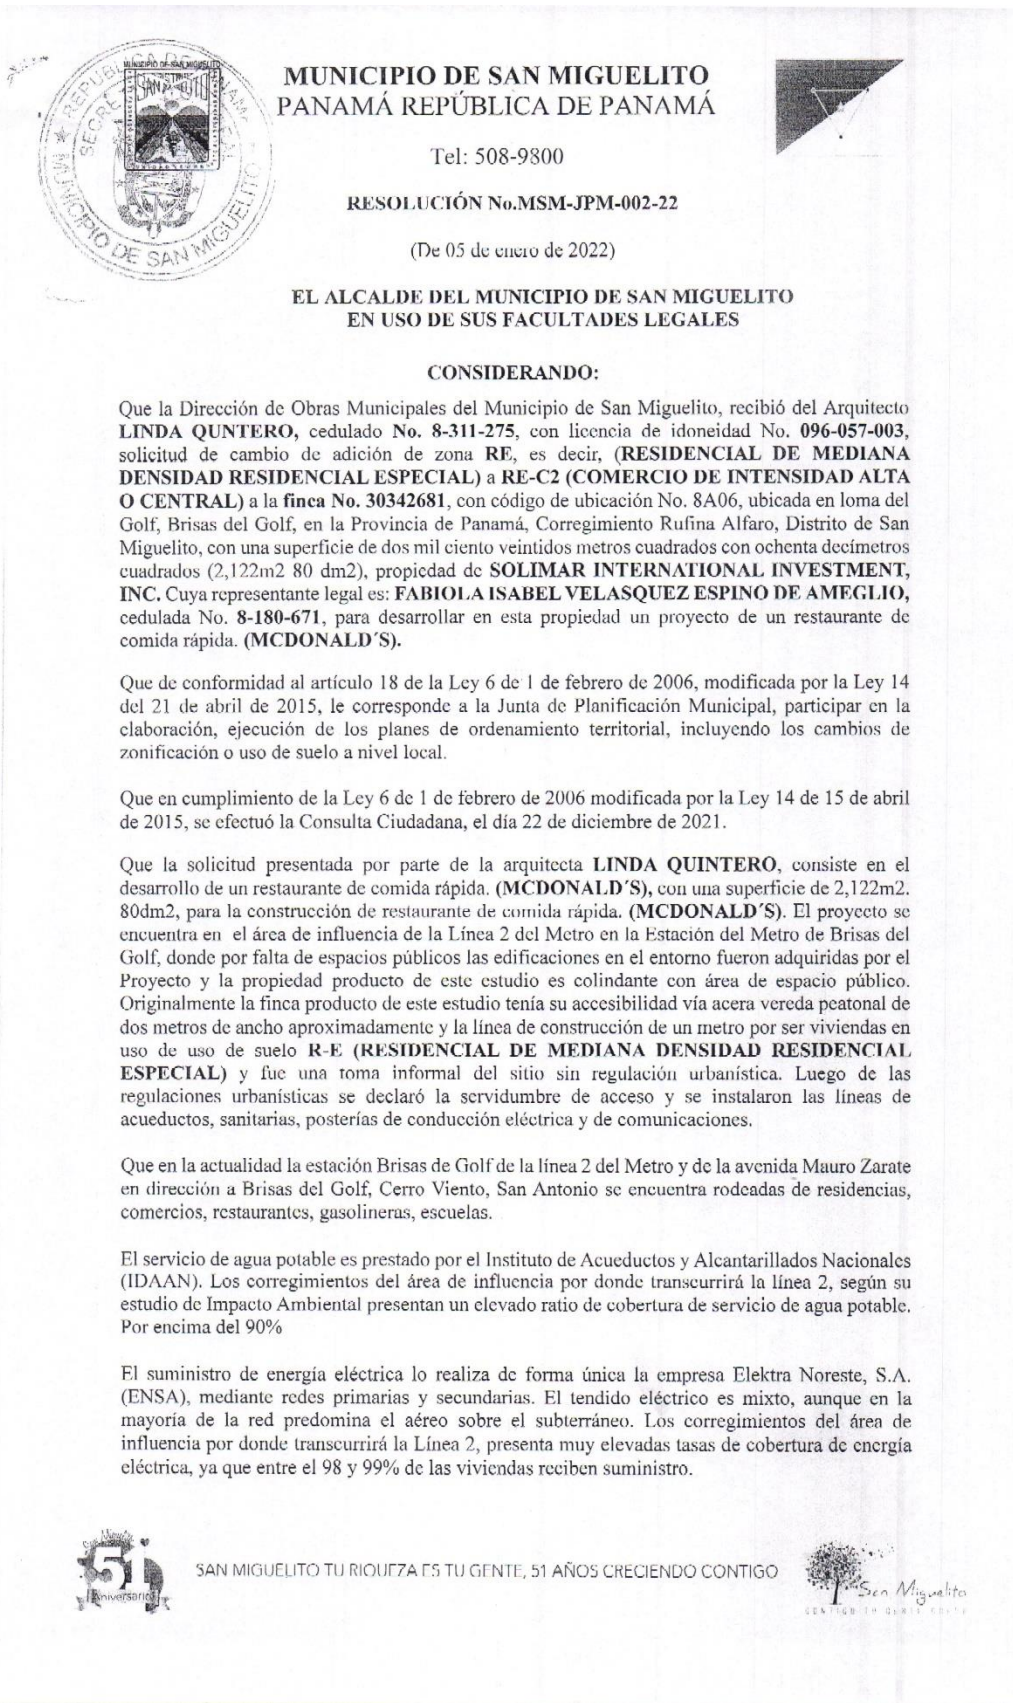 MUNICIPIO DE SAN MIGUELITO
PANAMÁ REPÚBLICA DE PANAMÁ
Tel: 508-9800
RESOLUCIÓN No.MSM-JPM-002-22
(De 05 de enero de 2022)
MUNICIPIO DE SAN MIGUELITO
EL ALCALDE DEL MUNICIPIO DE SAN MIGUELITO
EN USO DE SUS FACULTADES LEGALES
CONSIDERANDO:
Que la Dirección de Obras Municipales del Municipio de San Miguelito, recibió del Arquitecto
LINDA QUNTERO, cedulado No. 8-311-275, con licencia de idoneidad No. 096-057-003,
solicitud de cambio de adición de zona RE, es decir, (RESIDENCIAL DE MEDIANA
DENSIDAD RESIDENCIAL ESPECIAL) a RE-C2 (COMERCIO DE INTENSIDAD ALTA
O CENTRAL) a la finca No. 30342681, con código de ubicación No. 8A06, ubicada en loma del
Golf, Brisas del Golf, en la Provincia de Panamá, Corregimiento Rufina Alfaro, Distrito de San
Miguelito, con una superficie de dos mil ciento veintidos metros cuadrados con ochenta decímetros
cuadrados (2,122m2 80 dm2), propiedad de SOLIMAR INTERNATIONAL INVESTMENT,
INC. Cuya representante legal es: FABIOLA ISABEL VELASQUEZ ESPINO DE AMEGLIO,
cedulada No. 8-180-671, para desarrollar en esta propiedad un proyecto de un restaurante de
comida rápida. (MCDONALD´S).
Que de conformidad al artículo 18 de la Ley 6 de 1 de febrero de 2006, modificada por la Ley 14
del 21 de abril de 2015, le corresponde a la Junta de Planificación Municipal, participar en la
elaboración, ejecución de los planes de ordenamiento territorial, incluyendo los cambios de
zonificación o uso de suelo a nivel local.
Que en cumplimiento de la Ley 6 de 1 de febrero de 2006 modificada por la Ley 14 de 15 de abril
de 2015, se efectuó la Consulta Ciudadana, el día 22 de diciembre de 2021.
Que la solicitud presentada por parte de la arquitecta LINDA QUINTERO, consiste en el
desarrollo de un restaurante de comida rápida. (MCDONALD´S), con una superficie de 2,122m2.
80dm2, para la construcción de restaurante de comida rápida. (MCDONALD´S). El proyecto se
encuentra en el área de influencia de la Línea 2 del Metro en la Estación del Metro de Brisas del
Golf, donde por falta de espacios públicos las edificaciones en el entorno fueron adquiridas por el
Proyecto y la propiedad producto de este estudio es colindante con área de espacio público.
Originalmente la finca producto de este estudio tenía su accesibilidad vía acera vereda peatonal de
dos metros de ancho aproximadamente y la línea de construcción de un metro por ser viviendas en
uso de uso de suelo R-E (RESIDENCIAL DE MEDIANA DENSIDAD RESIDENCIAL
ESPECIAL) y fue una toma informal del sitio sin regulación urbanística. Luego de las
regulaciones urbanísticas se declaró la servidumbre de acceso y se instalaron las líneas de
acueductos, sanitarias, posterías de conducción eléctrica y de comunicaciones.
Que en la actualidad la estación Brisas de Golf de la línea 2 del Metro y de la avenida Mauro Zarate
en dirección a Brisas del Golf, Cerro Viento, San Antonio se encuentra rodeadas de residencias,
comercios, restaurantes, gasolineras, escuelas.
El servicio de agua potable es prestado por el Instituto de Acueductos y Alcantarillados Nacionales
(IDAAN). Los corregimientos del área de influencia por donde transcurrirá la línea 2, según su
estudio de Impacto Ambiental presentan un elevado ratio de cobertura de servicio de agua potable.
Por encima del 90%
El suministro de energía eléctrica lo realiza de forma única la empresa Elektra Noreste, S.A.
(ENSA), mediante redes primarias y secundarias. El tendido eléctrico es mixto, aunque en la
mayoría de la red predomina el aéreo sobre el subterráneo. Los corregimientos del área de
influencia por donde transcurrirá la Línea 2, presenta muy elevadas tasas de cobertura de energía
eléctrica, ya que entre el 98 y 99% de las viviendas reciben suministro.
51
Aniversario
SAN MIGUELITO TU RIQUEZA ES TU GENTE, 51 AÑOS CRECIENDO CONTIGO
San Miguelito